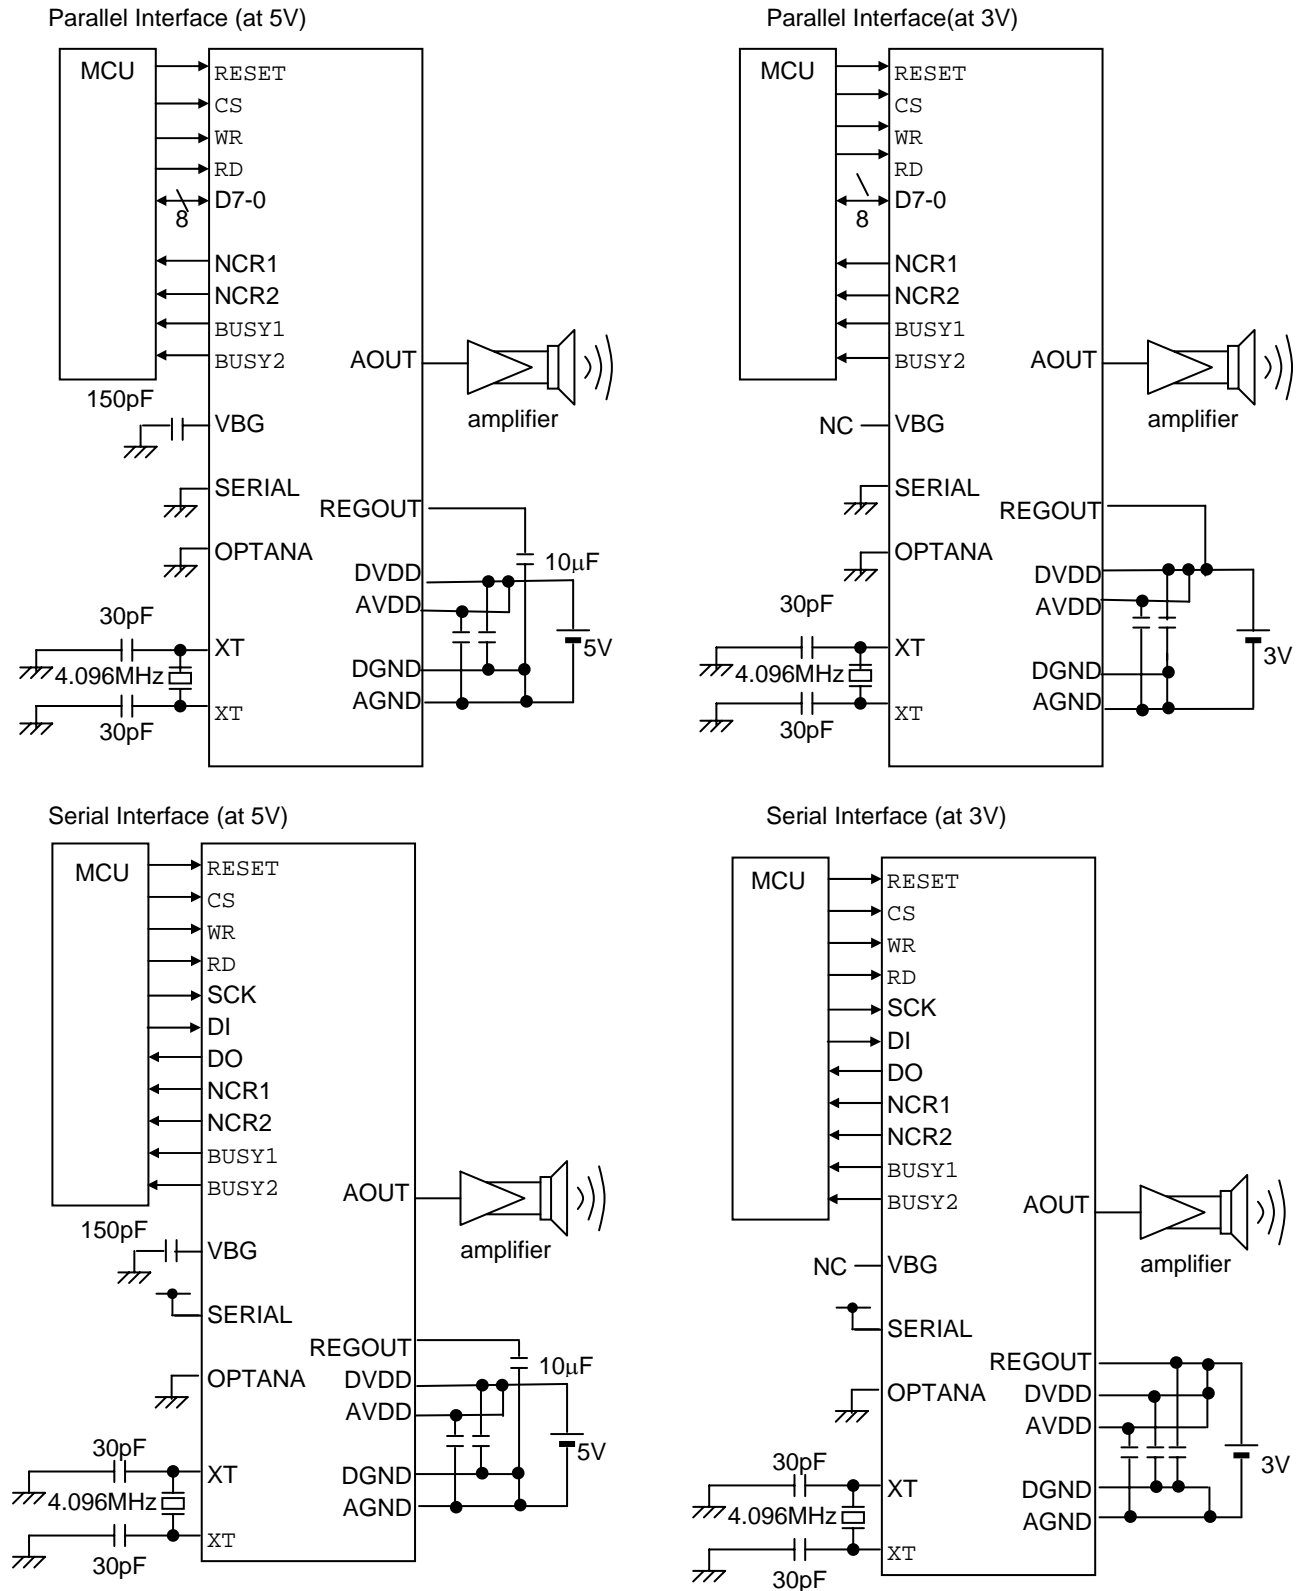 Parallel Interface (at 5V)
MCU
RESET
CS
WR
RD
D7-0
8
NCR1
NCR2
BUSY1
BUSY2
AOUT
amplifier
150pF
VBG
SERIAL
REGOUT
OPTANA
10µF
DVDD
AVDD
30pF
XT
5V
4.096MHz
DGND
AGND
XT
30pF
Parallel Interface(at 3V)
MCU
RESET
CS
WR
RD
D7-0
8
NCR1
NCR2
BUSY1
BUSY2
AOUT
amplifier
NC
VBG
SERIAL
REGOUT
OPTANA
DVDD
AVDD
30pF
XT
3V
4.096MHz
DGND
AGND
XT
30pF
Serial Interface (at 5V)
MCU
RESET
CS
WR
RD
SCK
DI
DO
NCR1
NCR2
BUSY1
BUSY2
AOUT
amplifier
150pF
VBG
SERIAL
REGOUT
10µF
OPTANA
DVDD
AVDD
30pF
5V
XT
DGND
4.096MHz
AGND
XT
30pF
Serial Interface (at 3V)
MCU
RESET
CS
WR
RD
SCK
DI
DO
NCR1
NCR2
BUSY1
BUSY2
AOUT
amplifier
NC
VBG
SERIAL
REGOUT
OPTANA
DVDD
AVDD
30pF
3V
XT
DGND
4.096MHz
AGND
XT
30pF